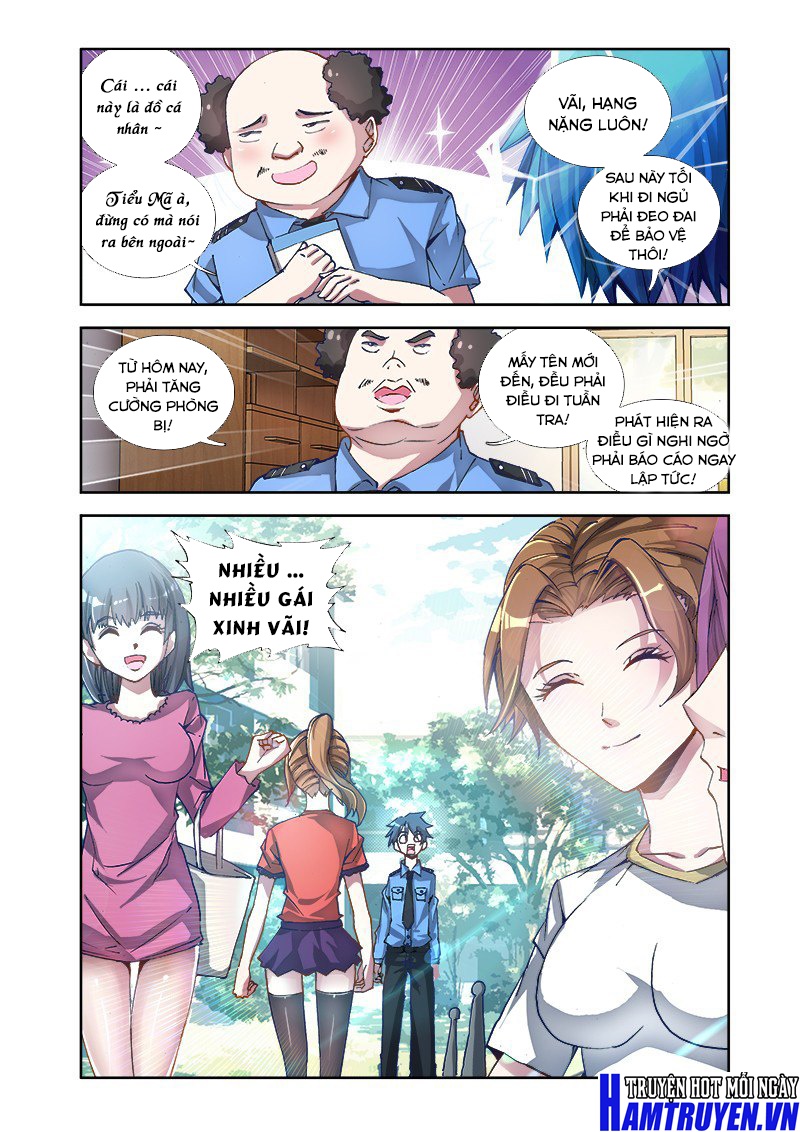 Cái ... cái
này là đồ cá
nhân ~
Tiểu Mã à,
đừng có mà nói
ra bên ngoài~
VÃI, HẠNG
NẶNG LUÔN!
SAU NÀY TỐI
KHI ĐI NGỦ
PHẢI ĐEO ĐAI
ĐỂ BẢO VỆ
THÔI!
TỪ HÔM NAY,
PHẢI TĂNG
CƯỜNG PHÒNG
BỊ!
MẤY TÊN MỚI
ĐẾN, ĐỀU PHẢI
ĐIỀU ĐI TUẦN
TRA!
PHÁT HIỆN RA
ĐIỀU GÌ NGHI NGỜ
PHẢI BÁO CÁO NGAY
LẬP TỨC!
NHIỀU ...
NHIỀU GÁI
XINH VÃI!
TRUYỆN HOT MỖI NGÀY
HAMTRUYEN.VN